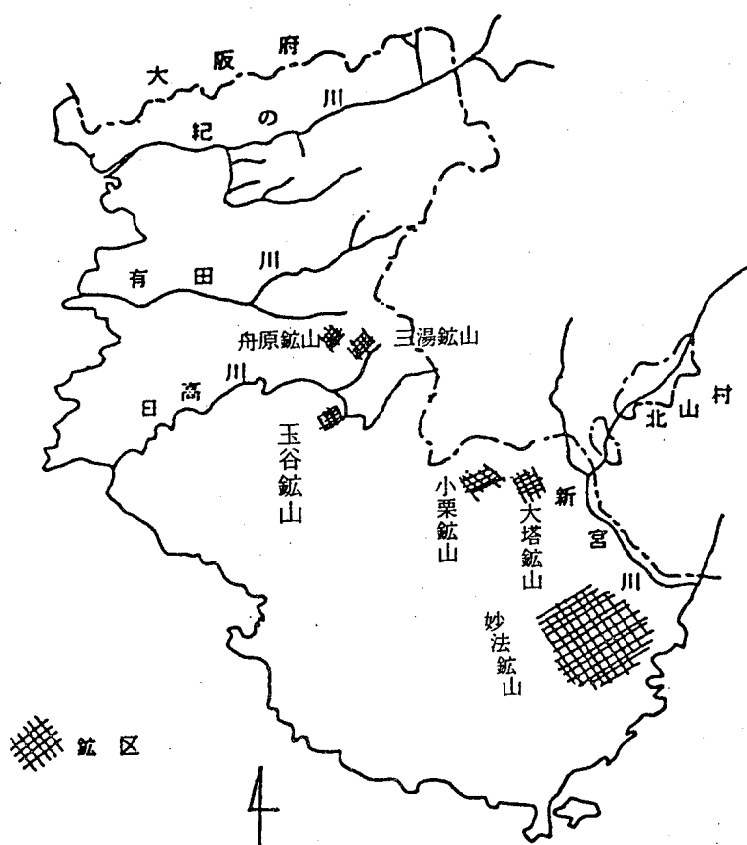 大阪府
紀の川
有田川
舟原鉱山
三湯鉱山
日高川
北山村
玉谷鉱山
小栗鉱山
大塔鉱山
新宮川
妙法鉱山
鉱区